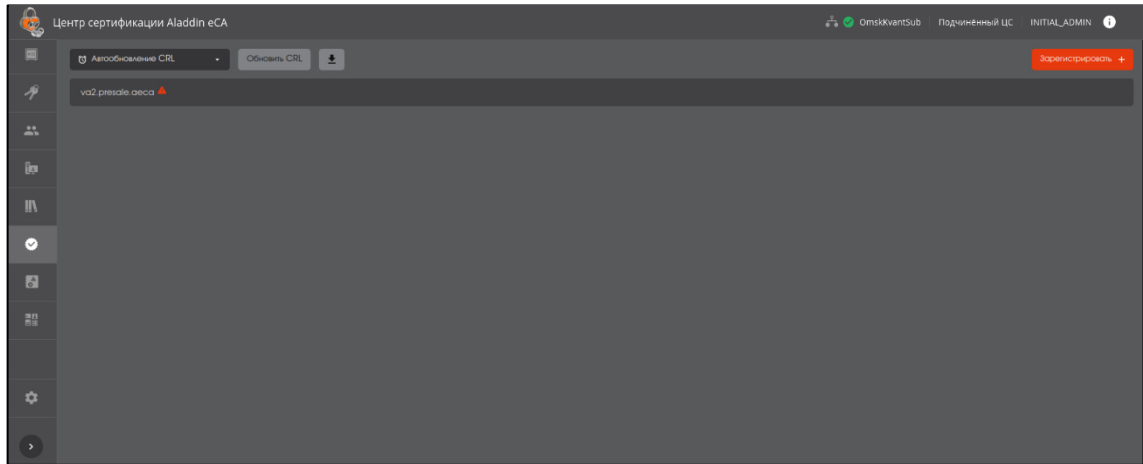 Центр сертификации Aladdin eCA
OmskKvantSub
Подчинённый ЦС
INITIAL_ADMIN
Автообновление CRL
Обновить CRL
Зарегистрировать +
va2.presale.aeca